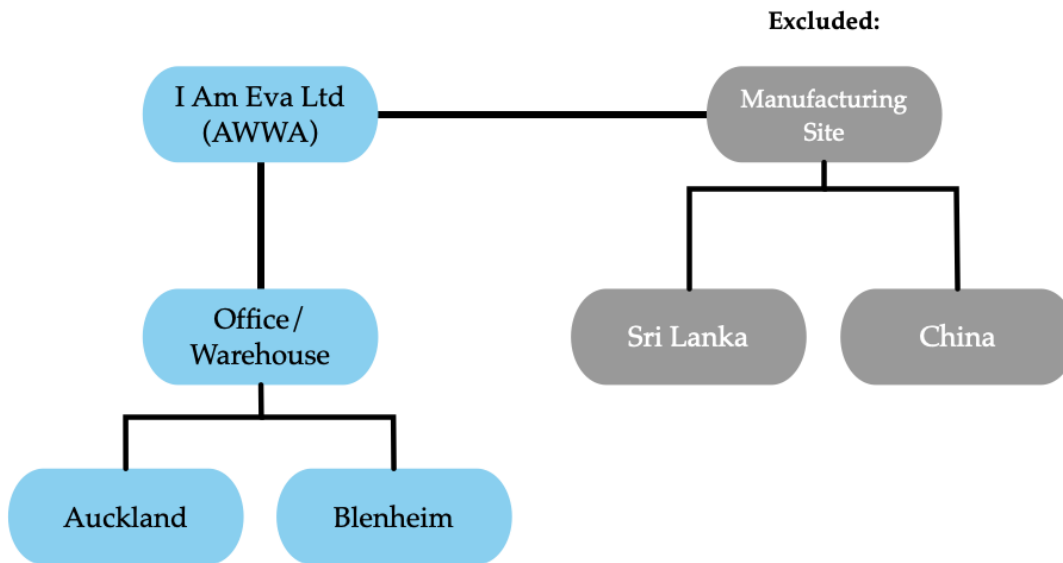 Excluded:
I Am Eva Ltd
(AWWA)
Manufacturing
Site
Office/
Warehouse
Sri Lanka
China
Auckland
Blenheim